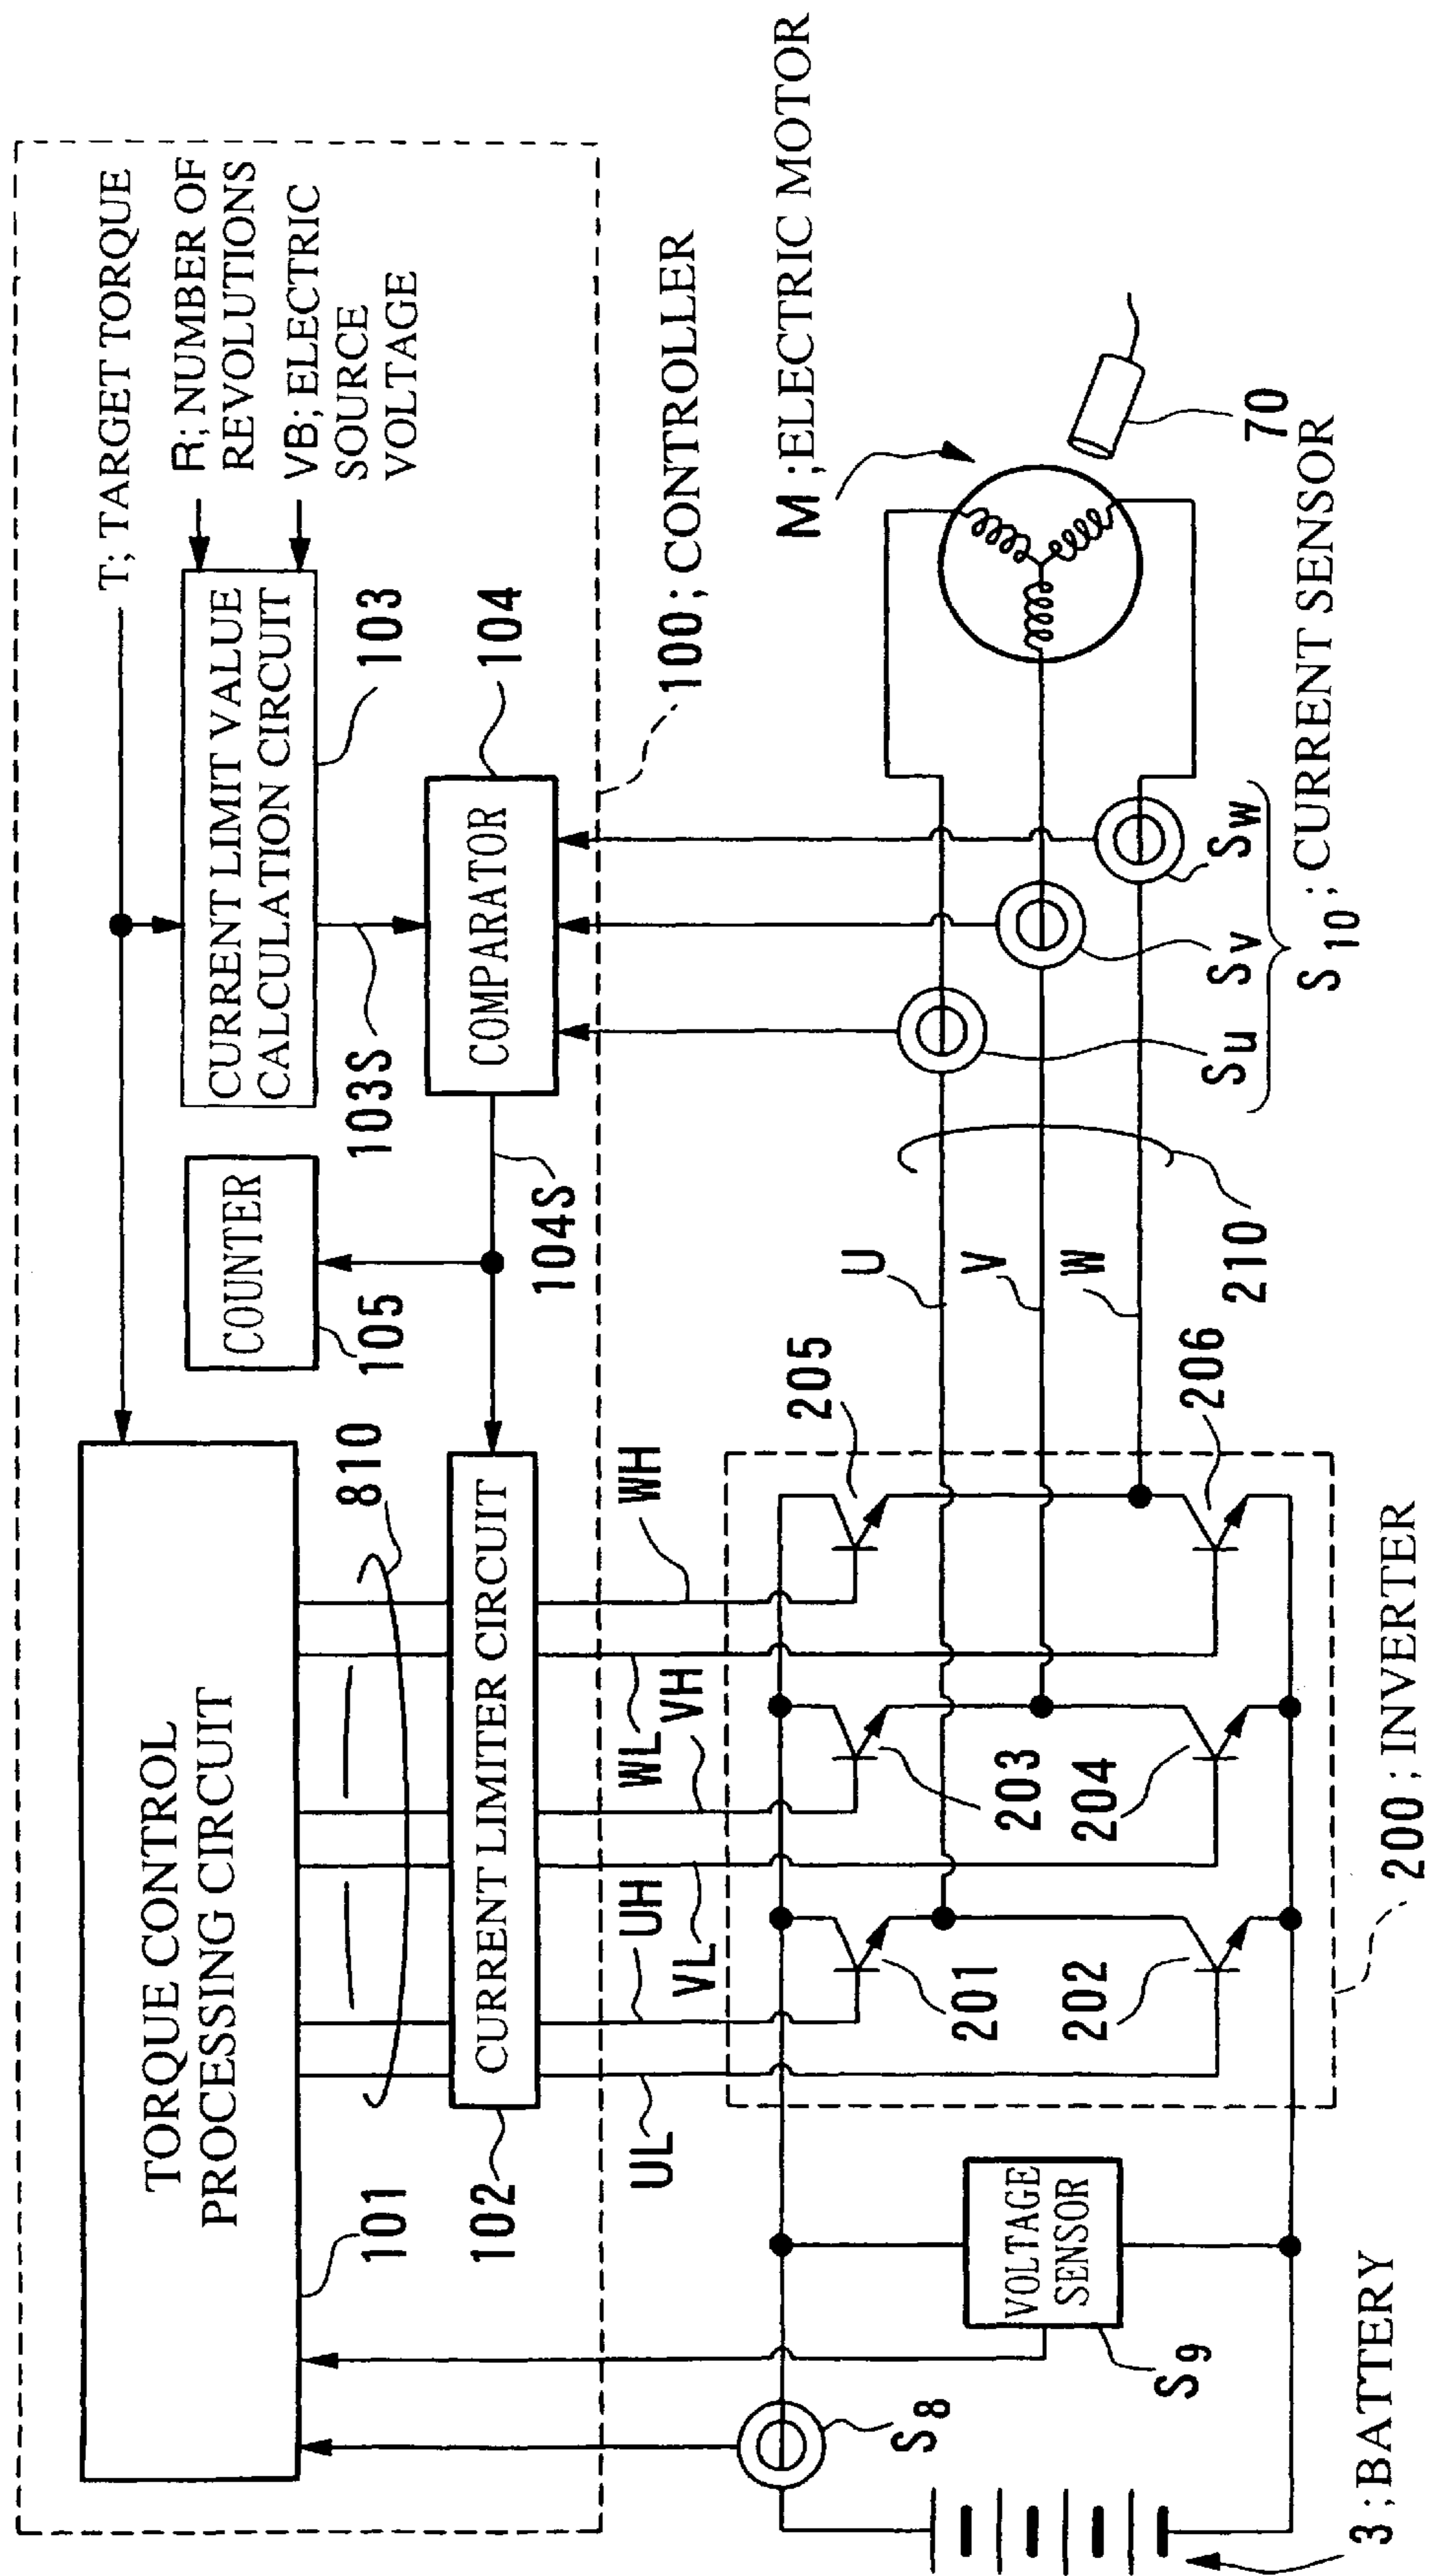 T; TARGET TORQUE
R; NUMBER OF
REVOLUTIONS
VB; ELECTRIC
SOURCE
VOLTAGE
TORQUE CONTROL
PROCESSING CIRCUIT
101
COUNTER
105
CURRENT LIMIT VALUE
CALCULATION CIRCUIT
103
103S
810
CURRENT LIMITER CIRCUIT
102
104S
COMPARATOR
104
100; CONTROLLER
UL
UH
VL
VH
WL
WH
M ;ELECTRIC MOTOR
201
203
205
202
204
206
U
V
W
210
Su
Sv
Sw
S10; CURRENT SENSOR
70
S8
VOLTAGE
SENSOR
S9
3 ;BATTERY
200; INVERTER